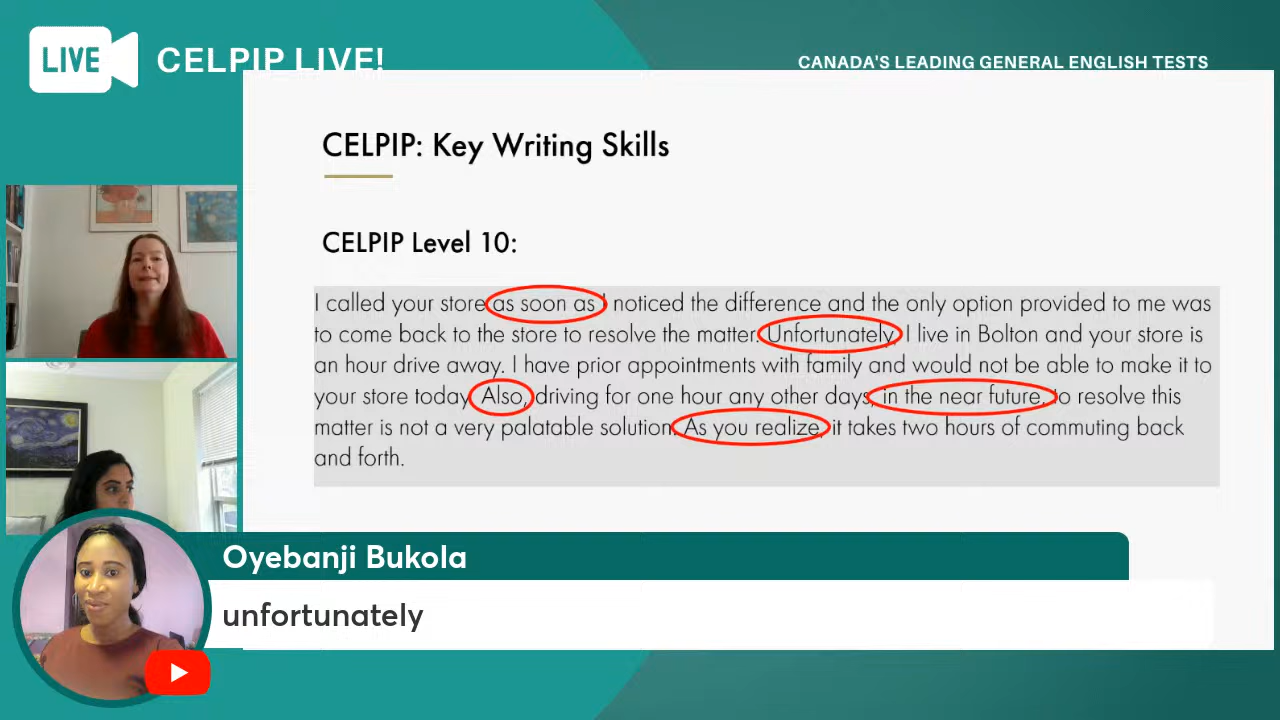 LIVE
CELPIP LIVE!
CANADA'S LEADING GENERAL ENGLISH TESTS
CELPIP: Key Writing Skills
CELPIP Level 10:
I called your store as soon as I noticed the difference and the only option provided to me was
to come back to the store to resolve the matter. Unfortunately, I live in Bolton and your store is
an hour drive away. I have prior appointments with family and would not be able to make it to
your store today. Also, driving for one hour any other days, in the near future, to resolve this
matter is not a very palatable solution. As you realize, it takes two hours of commuting back
and forth.
Oyebanji Bukola
unfortunately